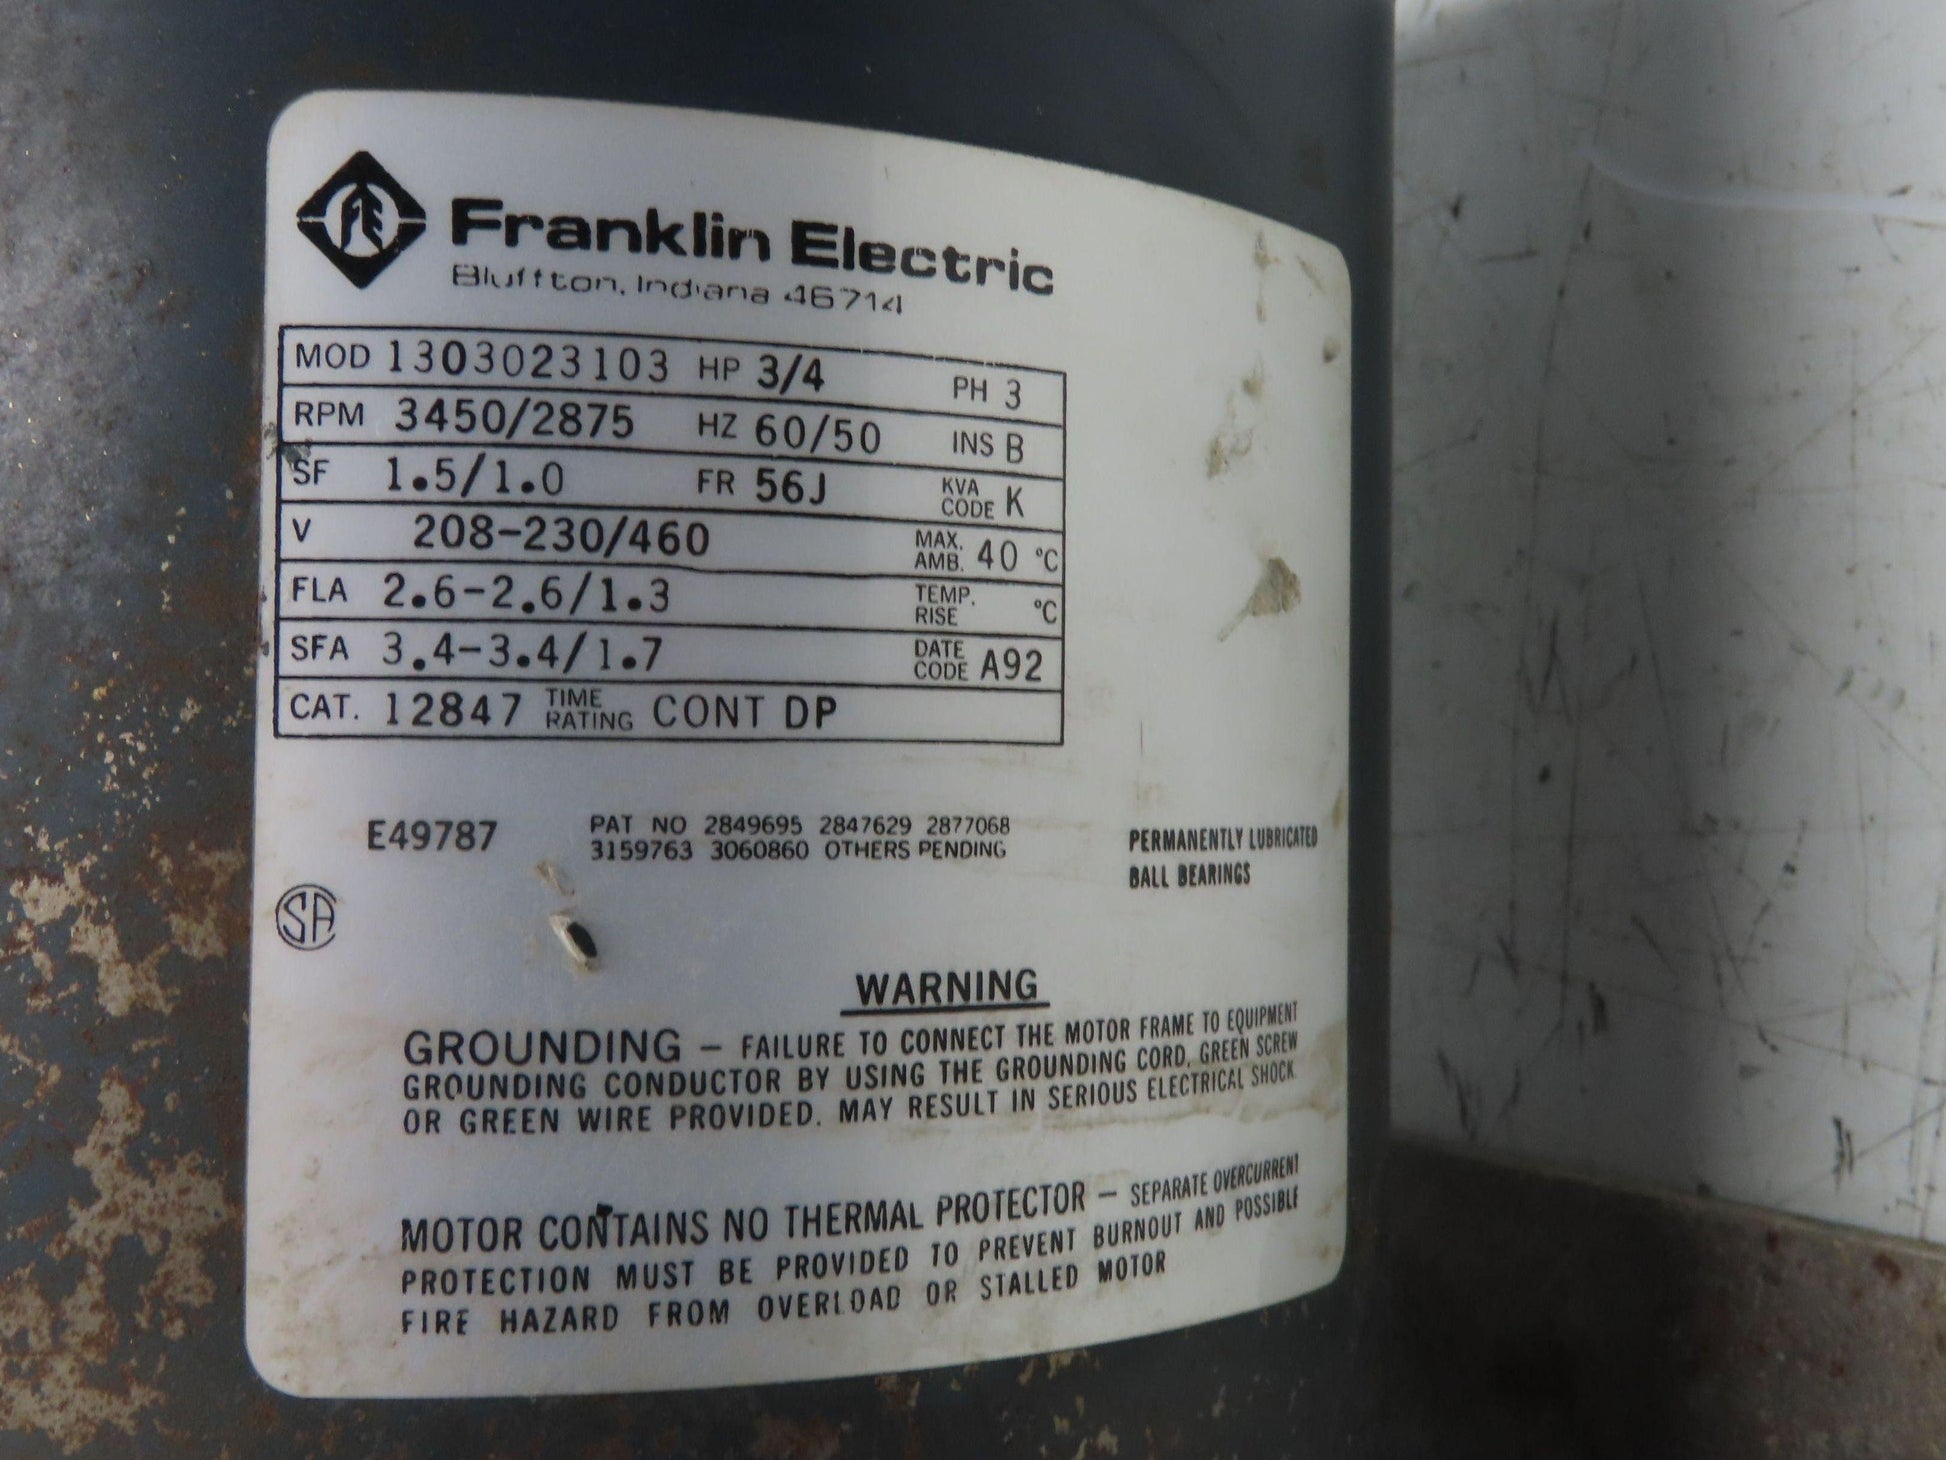 FE Franklin Electric
Bluffton, Indiana 46714
MOD 1303023103 HP 3/4 PH 3
RPM 3450/2875 HZ 60/50 INS B
SF 1.5/1.0 FR 56J KVA CODE K
V 208-230/460 MAX. AMB. 40 °C
FLA 2.6-2.6/1.3 TEMP. RISE °C
SFA 3.4-3.4/1.7 DATE CODE A92
CAT. 12847 TIME RATING CONT DP
E49787
PAT NO 2849695 2847629 2877068
3159763 3060860 OTHERS PENDING
PERMANENTLY LUBRICATED
BALL BEARINGS
SA
WARNING
GROUNDING – FAILURE TO CONNECT THE MOTOR FRAME TO EQUIPMENT
GROUNDING CONDUCTOR BY USING THE GROUNDING CORD, GREEN SCREW
OR GREEN WIRE PROVIDED. MAY RESULT IN SERIOUS ELECTRICAL SHOCK
MOTOR CONTAINS NO THERMAL PROTECTOR – SEPARATE OVERCURRENT
PROTECTION MUST BE PROVIDED TO PREVENT BURNOUT AND POSSIBLE
FIRE HAZARD FROM OVERLOAD OR STALLED MOTOR